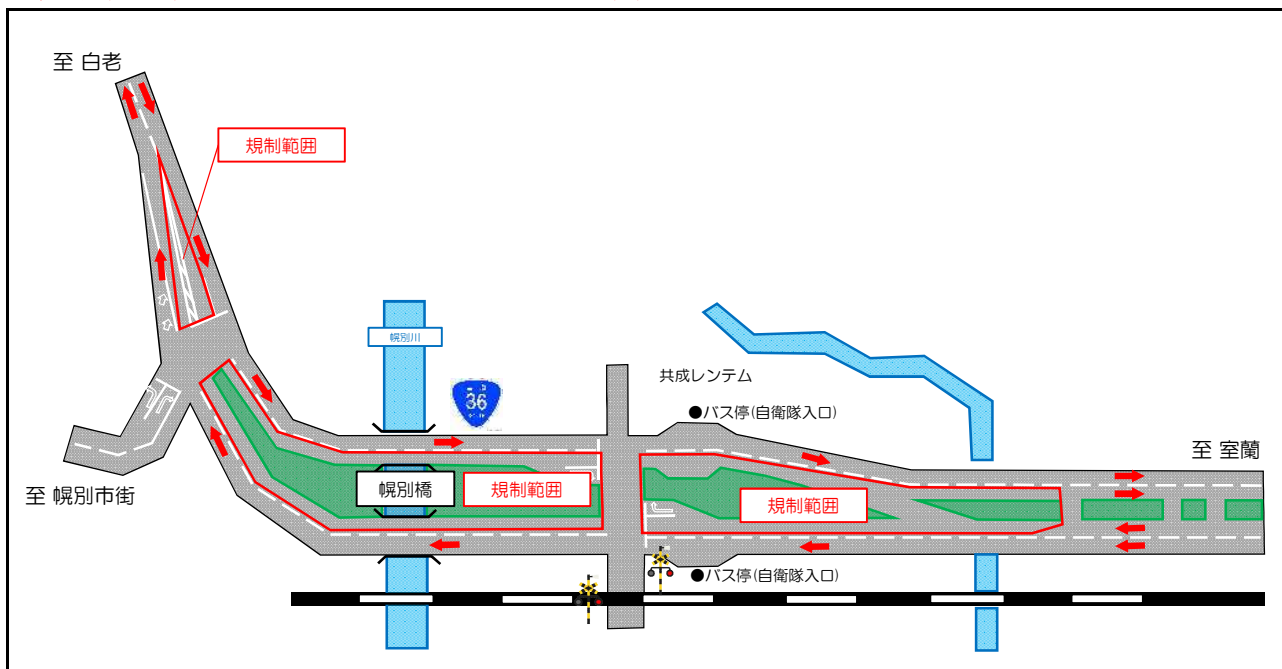 至 白老
規制範囲
幌別川
36
共成レンテム
●バス停(自衛隊入口)
至 室蘭
至 幌別市街
幌別橋
規制範囲
規制範囲
●バス停(自衛隊入口)